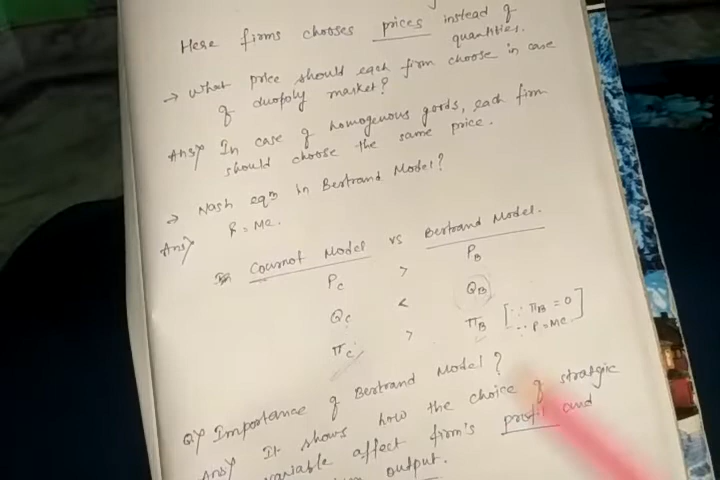 Here firms chooses prices instead of
quantities.
→ What price should each firm choose in case
of duopoly market?
Ans) In case of homogenous goods, each firm
should choose the same price.
→ Nash eqm in Bertrand Model?
Ans) P = MC.
Cournot Model vs Bertrand Model.
PC > PB
QC < QB
πC > πB [∵ πB = 0
∵ P = MC.]
Q) Importance of Bertrand Model?
Ans) It shows how the choice of strategic
variable affect firm's profit and
output.